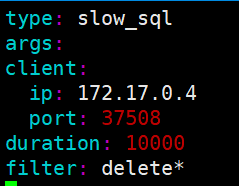 type: slow_sql
args:
client:
  ip: 172.17.0.4
  port: 37508
duration: 10000
filter: delete*